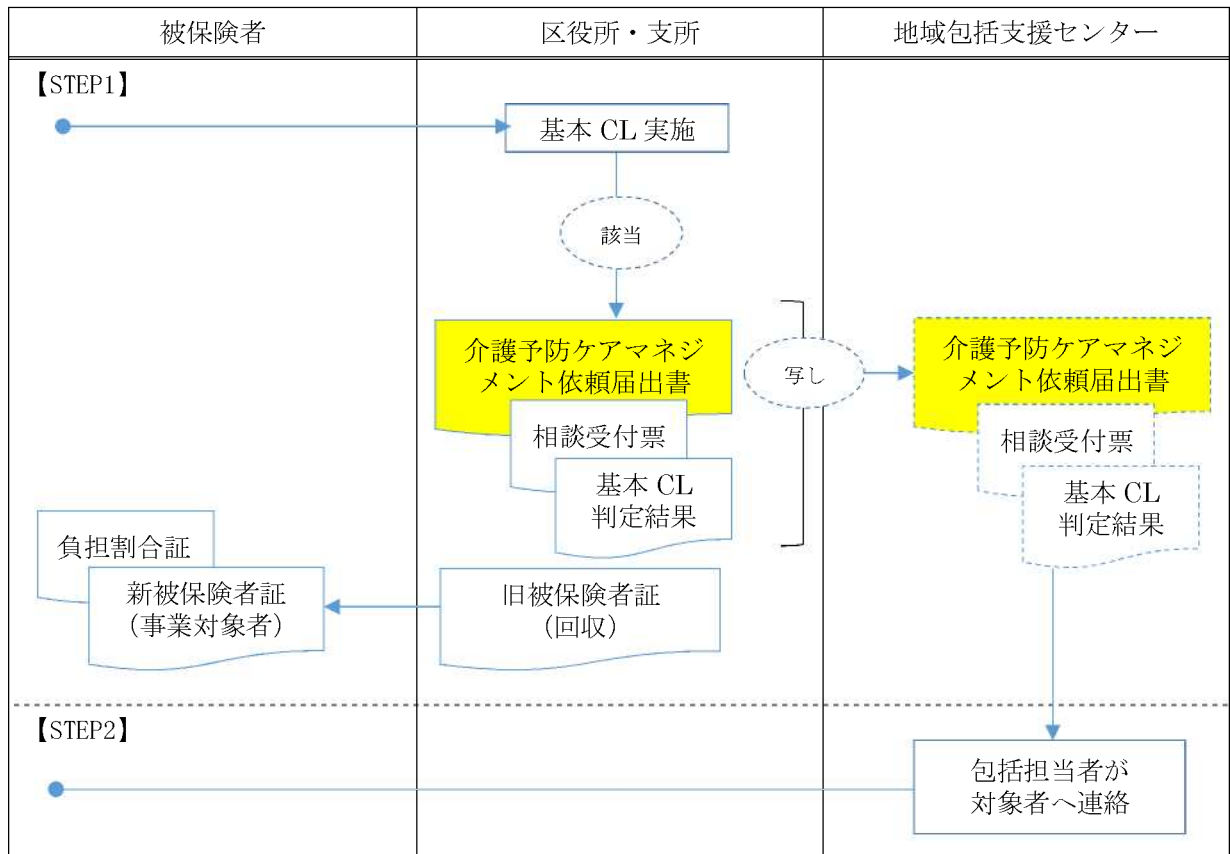 被保険者
区役所・支所
地域包括支援センター
【STEP1】
基本 CL 実施
該当
介護予防ケアマネジ
メント依頼届出書
相談受付票
基本 CL
判定結果
写し
介護予防ケアマネジ
メント依頼届出書
相談受付票
基本 CL
判定結果
負担割合証
新被保険者証
（事業対象者）
旧被保険者証
（回収）
【STEP2】
包括担当者が
対象者へ連絡